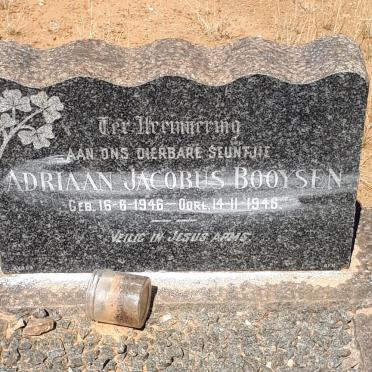 Ter Herinnering
AAN ONS DIERBARE SEUNTJIE
ADRIAAN JACOBUS BOOYSEN
GEB. 16-6-1946 – OORL. 14-11-1946
VEILIG IN JESUS ARMS